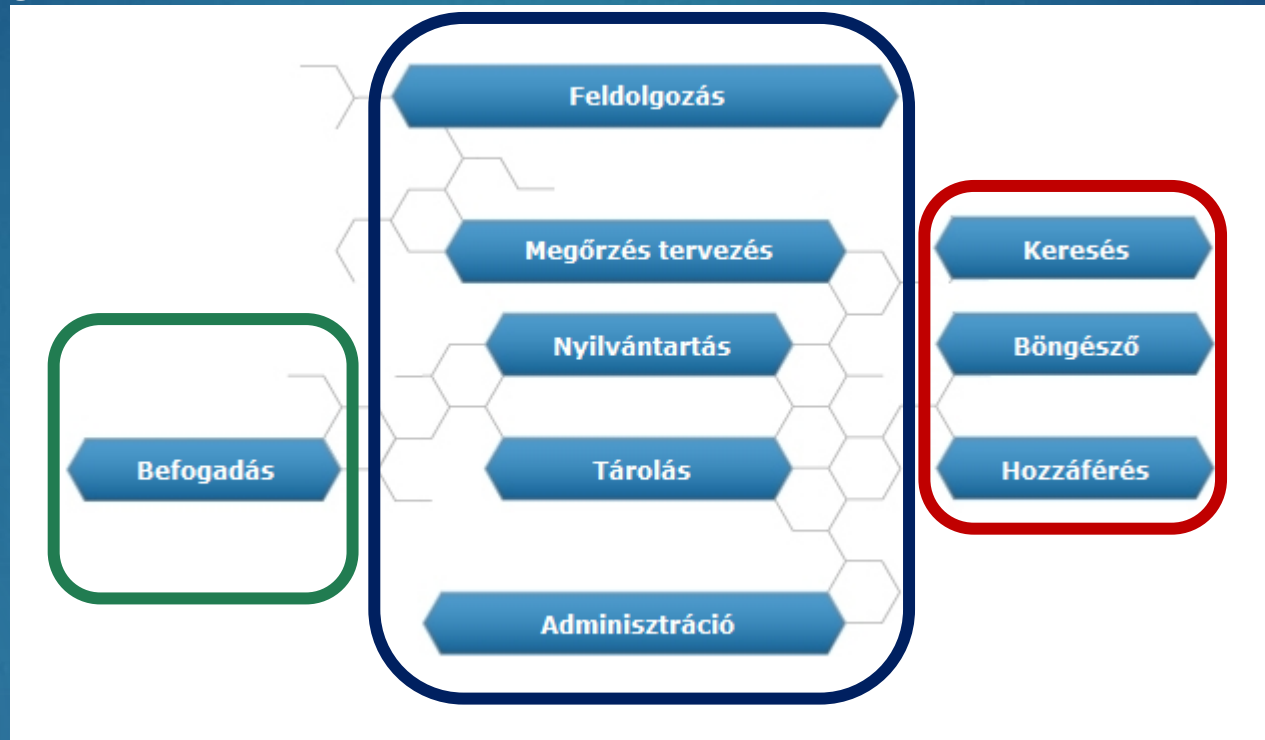 Feldolgozás
Megőrzés tervezés
Keresés
Nyilvántartás
Böngésző
Befogadás
Tárolás
Hozzáférés
Adminisztráció